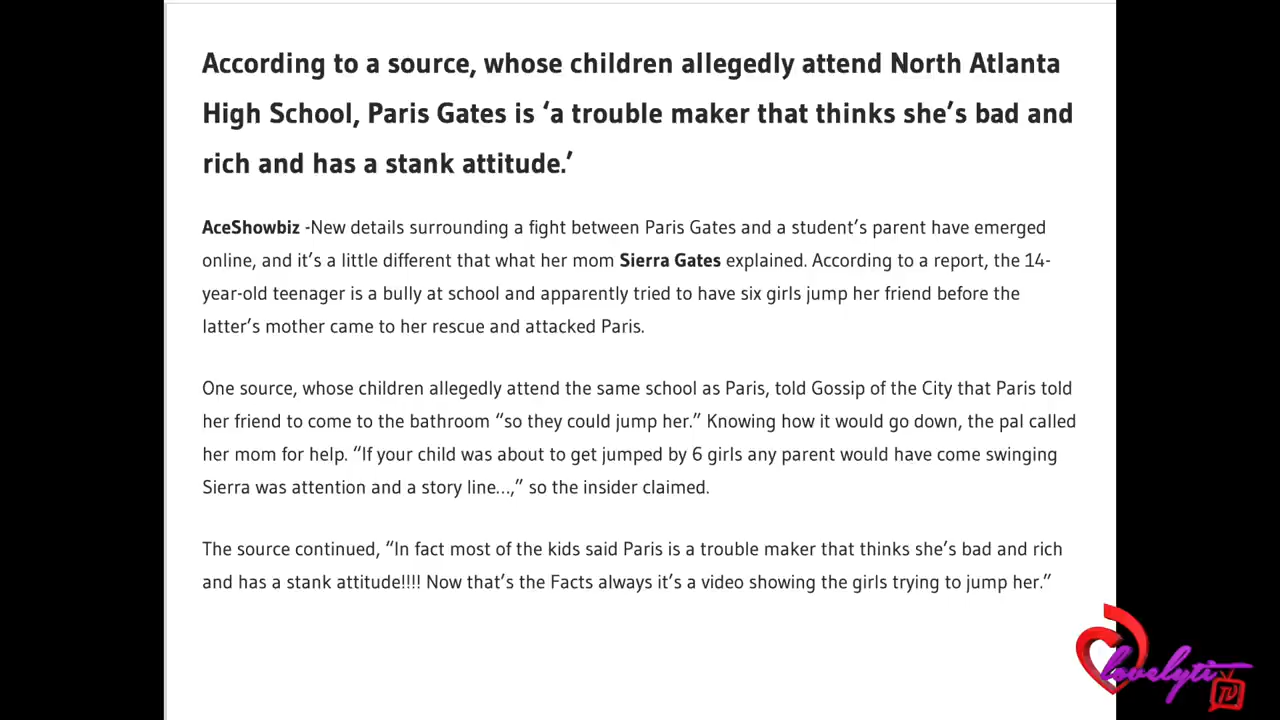 According to a source, whose children allegedly attend North Atlanta
High School, Paris Gates is ‘a trouble maker that thinks she’s bad and
rich and has a stank attitude.’
AceShowbiz -New details surrounding a fight between Paris Gates and a student’s parent have emerged
online, and it’s a little different that what her mom Sierra Gates explained. According to a report, the 14-
year-old teenager is a bully at school and apparently tried to have six girls jump her friend before the
latter’s mother came to her rescue and attacked Paris.
One source, whose children allegedly attend the same school as Paris, told Gossip of the City that Paris told
her friend to come to the bathroom “so they could jump her.” Knowing how it would go down, the pal called
her mom for help. “If your child was about to get jumped by 6 girls any parent would have come swinging
Sierra was attention and a story line...,” so the insider claimed.
The source continued, “In fact most of the kids said Paris is a trouble maker that thinks she’s bad and rich
and has a stank attitude!!!! Now that’s the Facts always it’s a video showing the girls trying to jump her.”
lovelyti
TV